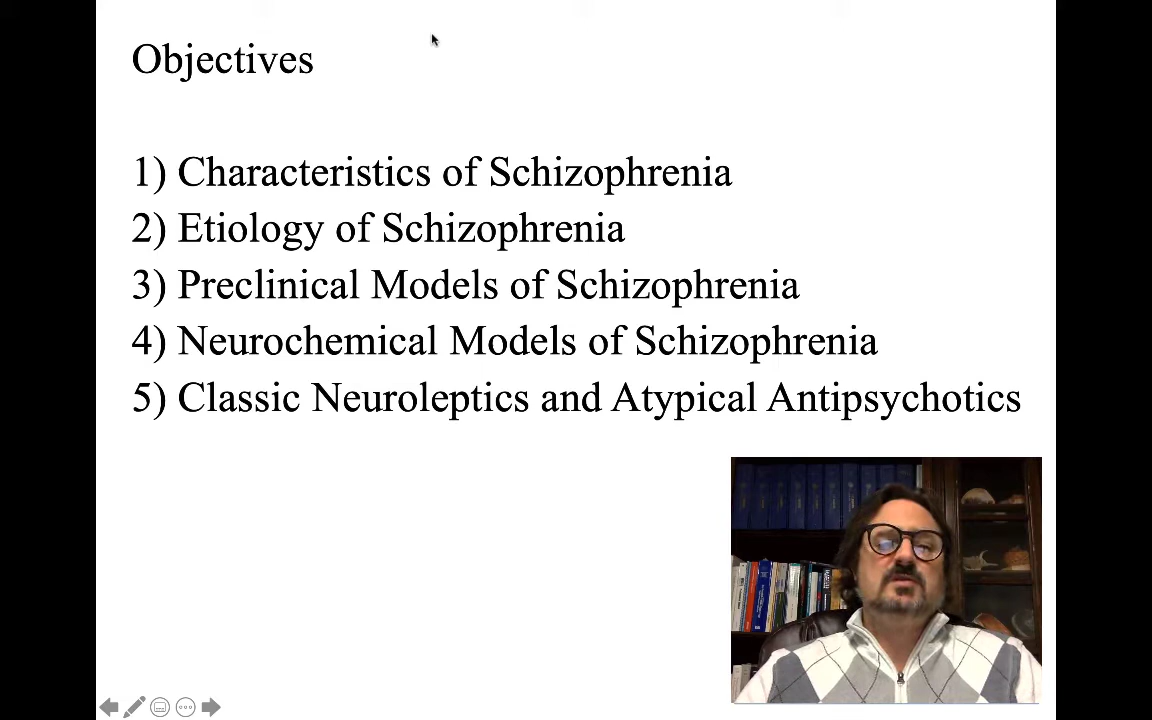 Objectives
1) Characteristics of Schizophrenia
2) Etiology of Schizophrenia
3) Preclinical Models of Schizophrenia
4) Neurochemical Models of Schizophrenia
5) Classic Neuroleptics and Atypical Antipsychotics